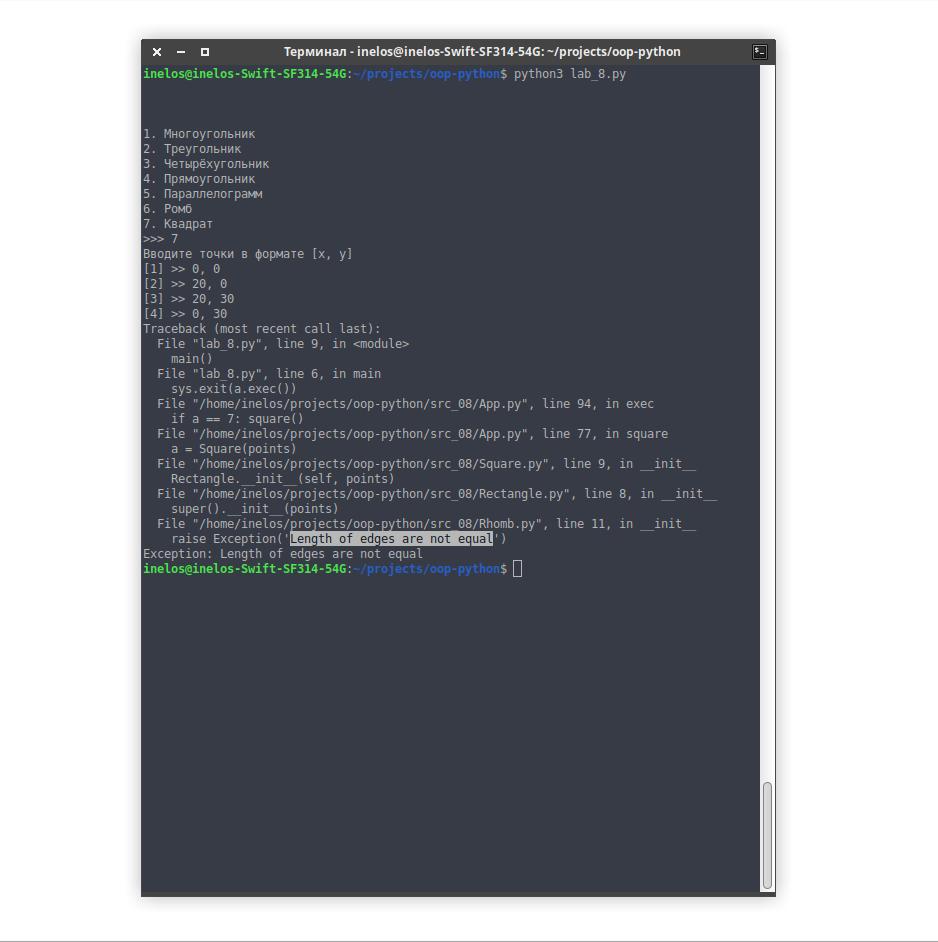 Терминал - inelos@inelos-Swift-SF314-54G: ~/projects/oop-python
inelos@inelos-Swift-SF314-54G:~/projects/oop-python$ python3 lab_8.py
1. Многоугольник
2. Треугольник
3. Четырёхугольник
4. Прямоугольник
5. Параллелограмм
6. Ромб
7. Квадрат
>>> 7
Вводите точки в формате [x, y]
[1] >> 0, 0
[2] >> 20, 0
[3] >> 20, 30
[4] >> 0, 30
Traceback (most recent call last):
  File "lab_8.py", line 9, in <module>
    main()
  File "lab_8.py", line 6, in main
    sys.exit(a.exec())
  File "/home/inelos/projects/oop-python/src_08/App.py", line 94, in exec
    if a == 7: square()
  File "/home/inelos/projects/oop-python/src_08/App.py", line 77, in square
    a = Square(points)
  File "/home/inelos/projects/oop-python/src_08/Square.py", line 9, in __init__
    Rectangle.__init__(self, points)
  File "/home/inelos/projects/oop-python/src_08/Rectangle.py", line 8, in __init__
    super().__init__(points)
  File "/home/inelos/projects/oop-python/src_08/Rhomb.py", line 11, in __init__
    raise Exception('Length of edges are not equal')
Exception: Length of edges are not equal
inelos@inelos-Swift-SF314-54G:~/projects/oop-python$